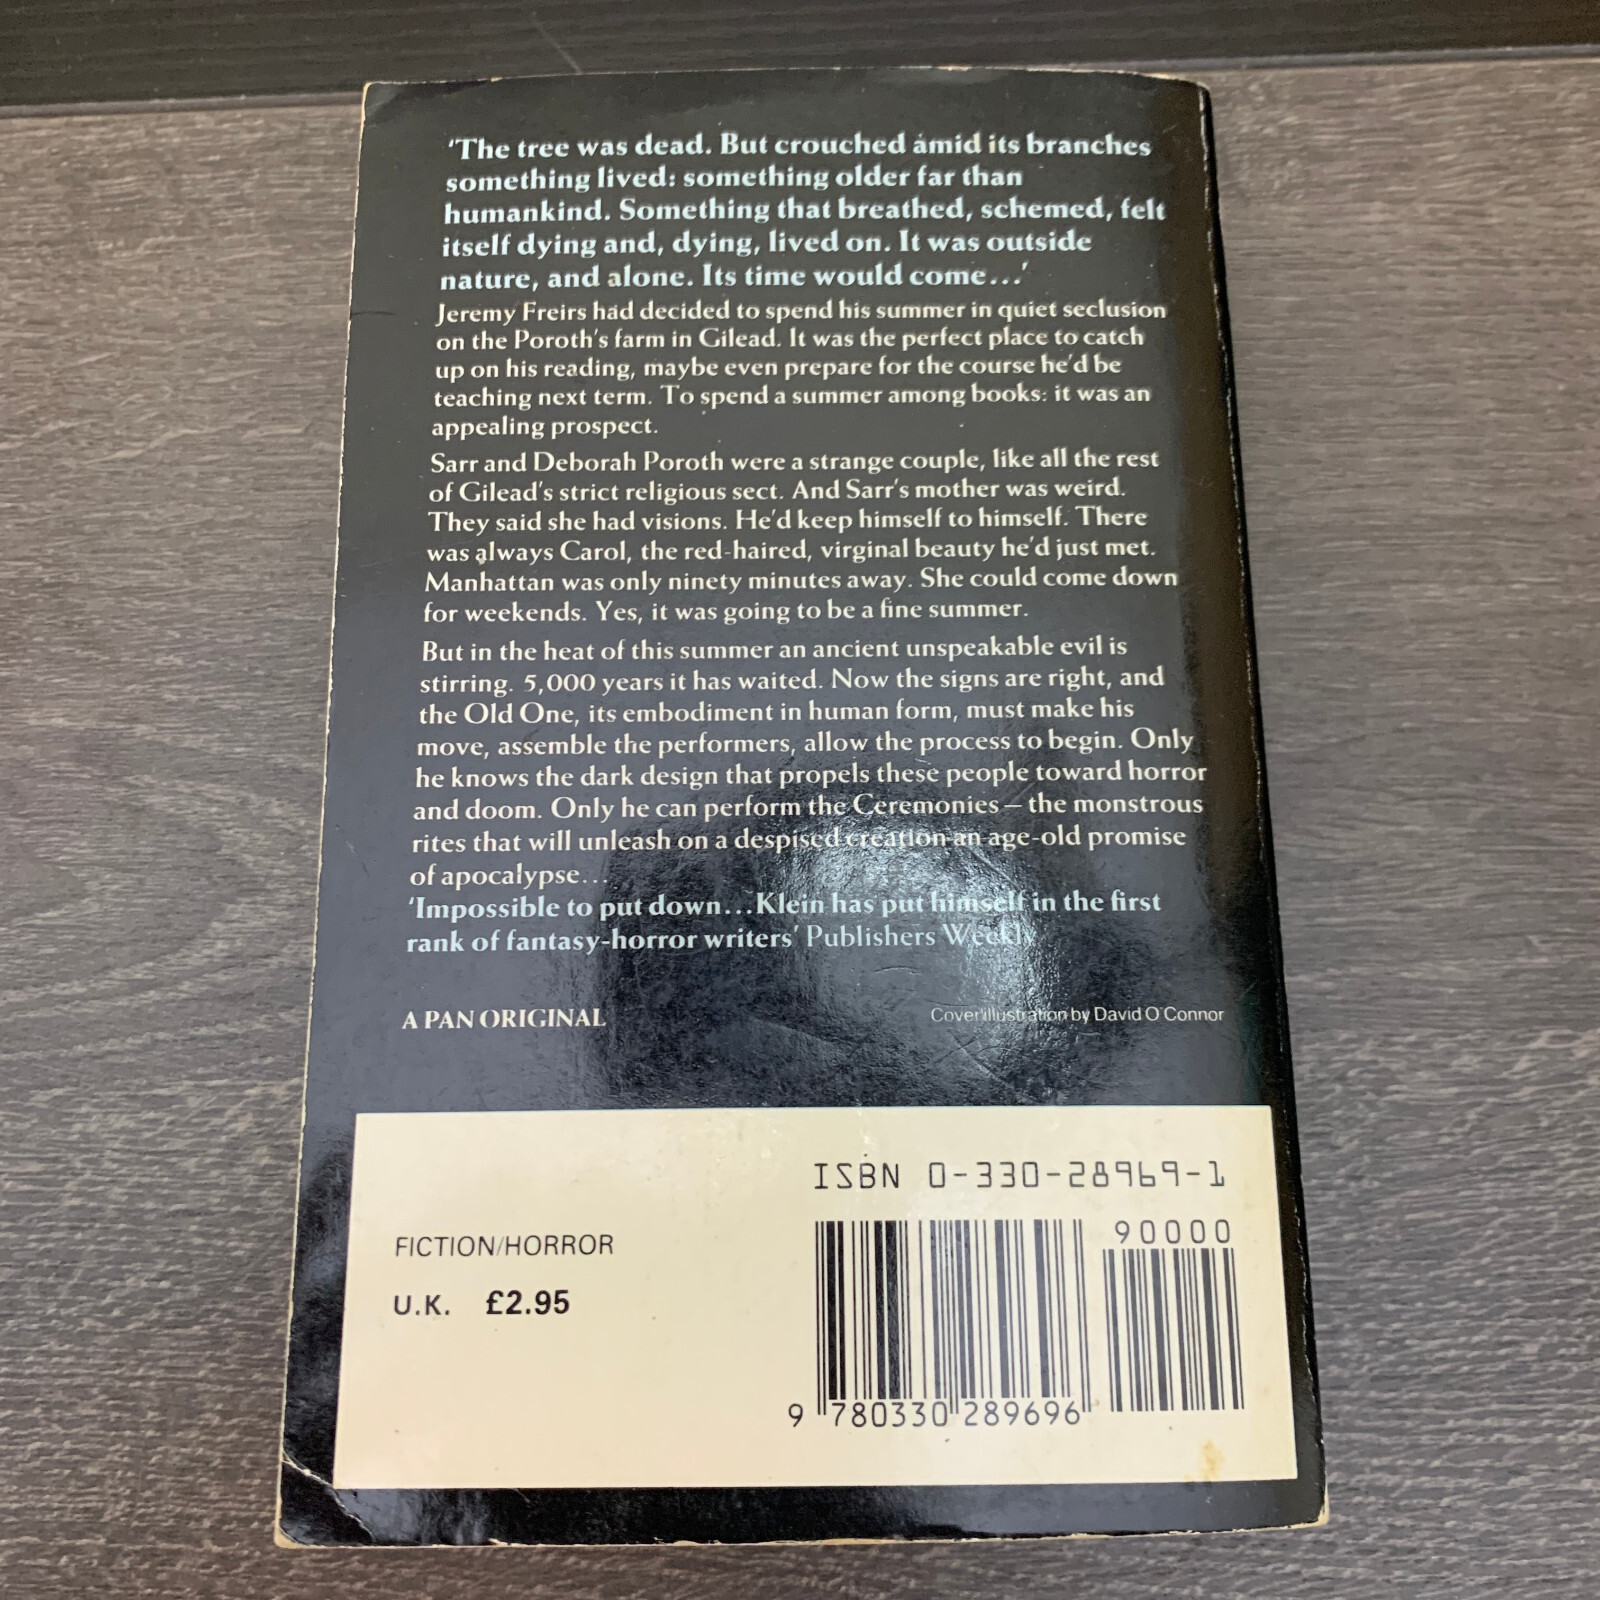 'The tree was dead. But crouched amid its branches
something lived: something older far than
humankind. Something that breathed, schemed, felt
itself dying and, dying, lived on. It was outside
nature, and alone. Its time would come...'
Jeremy Freirs had decided to spend his summer in quiet seclusion
on the Poroth's farm in Gilead. It was the perfect place to catch
up on his reading, maybe even prepare for the course he'd be
teaching next term. To spend a summer among books: it was an
appealing prospect.
Sarr and Deborah Poroth were a strange couple, like all the rest
of Gilead's strict religious sect. And Sarr's mother was weird.
They said she had visions. He'd keep himself to himself. There
was always Carol, the red-haired, virginal beauty he'd just met.
Manhattan was only ninety minutes away. She could come down
for weekends. Yes, it was going to be a fine summer.
But in the heat of this summer an ancient unspeakable evil is
stirring. 5,000 years it has waited. Now the signs are right, and
the Old One, its embodiment in human form, must make his
move, assemble the performers, allow the process to begin. Only
he knows the dark design that propels these people toward horror
and doom. Only he can perform the Ceremonies – the monstrous
rites that will unleash on a despised creation an age-old promise
of apocalypse...
'Impossible to put down...Klein has put himself in the first
rank of fantasy-horror writers' Publishers Weekly
A PAN ORIGINAL
Cover illustration by David O'Connor
ISBN 0-330-28969-1
90000
FICTION/HORROR
U.K. £2.95
9 780330 289696